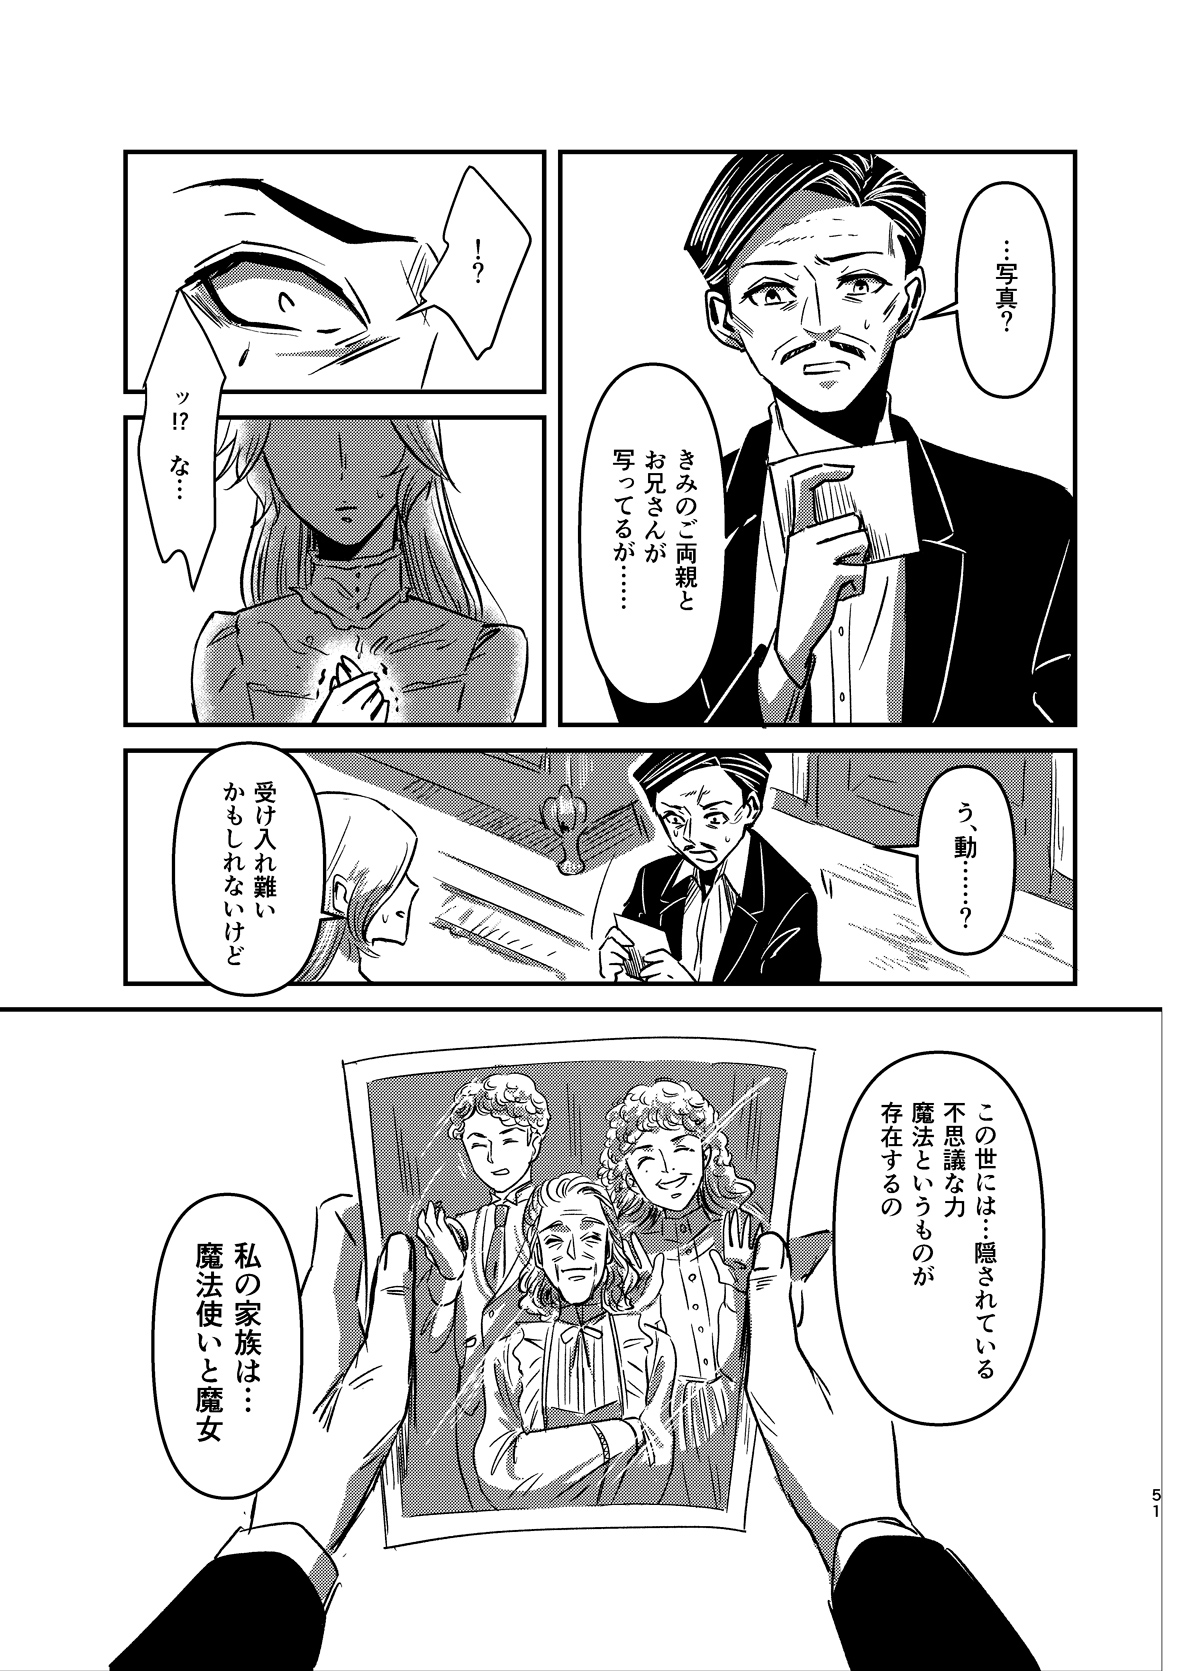 …写真?
きみのご両親と
お兄さんが
写ってるが……
!?
ッ!? な…
う、動……?
受け入れ難い
かもしれないけど
この世には…隠されている
不思議な力
魔法というものが
存在するの
私の家族は…
魔法使いと魔女
51